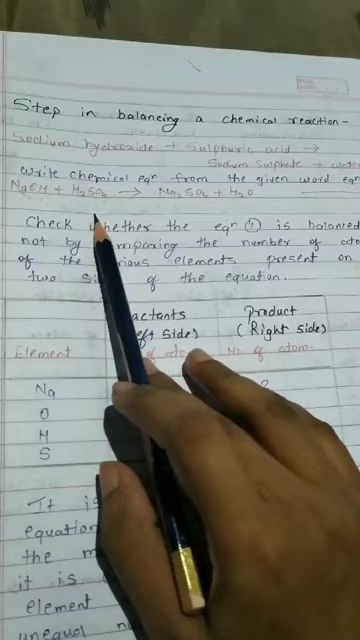 Step in balancing a chemical reaction -
Sodium hydroxide + Sulphuric acid →
Sodium Sulphate + water
write chemical eqn from the given word eqn
NaOH + H2SO4 → Na2SO4 + H2O
Check whether the eqn ① is balanced
not by comparing the number of
of the various elements present on
two of the equation.
Product
(Right side)
Element No. of atom.
Na
O
H
S
It is
equation
the
it is
element
unequal